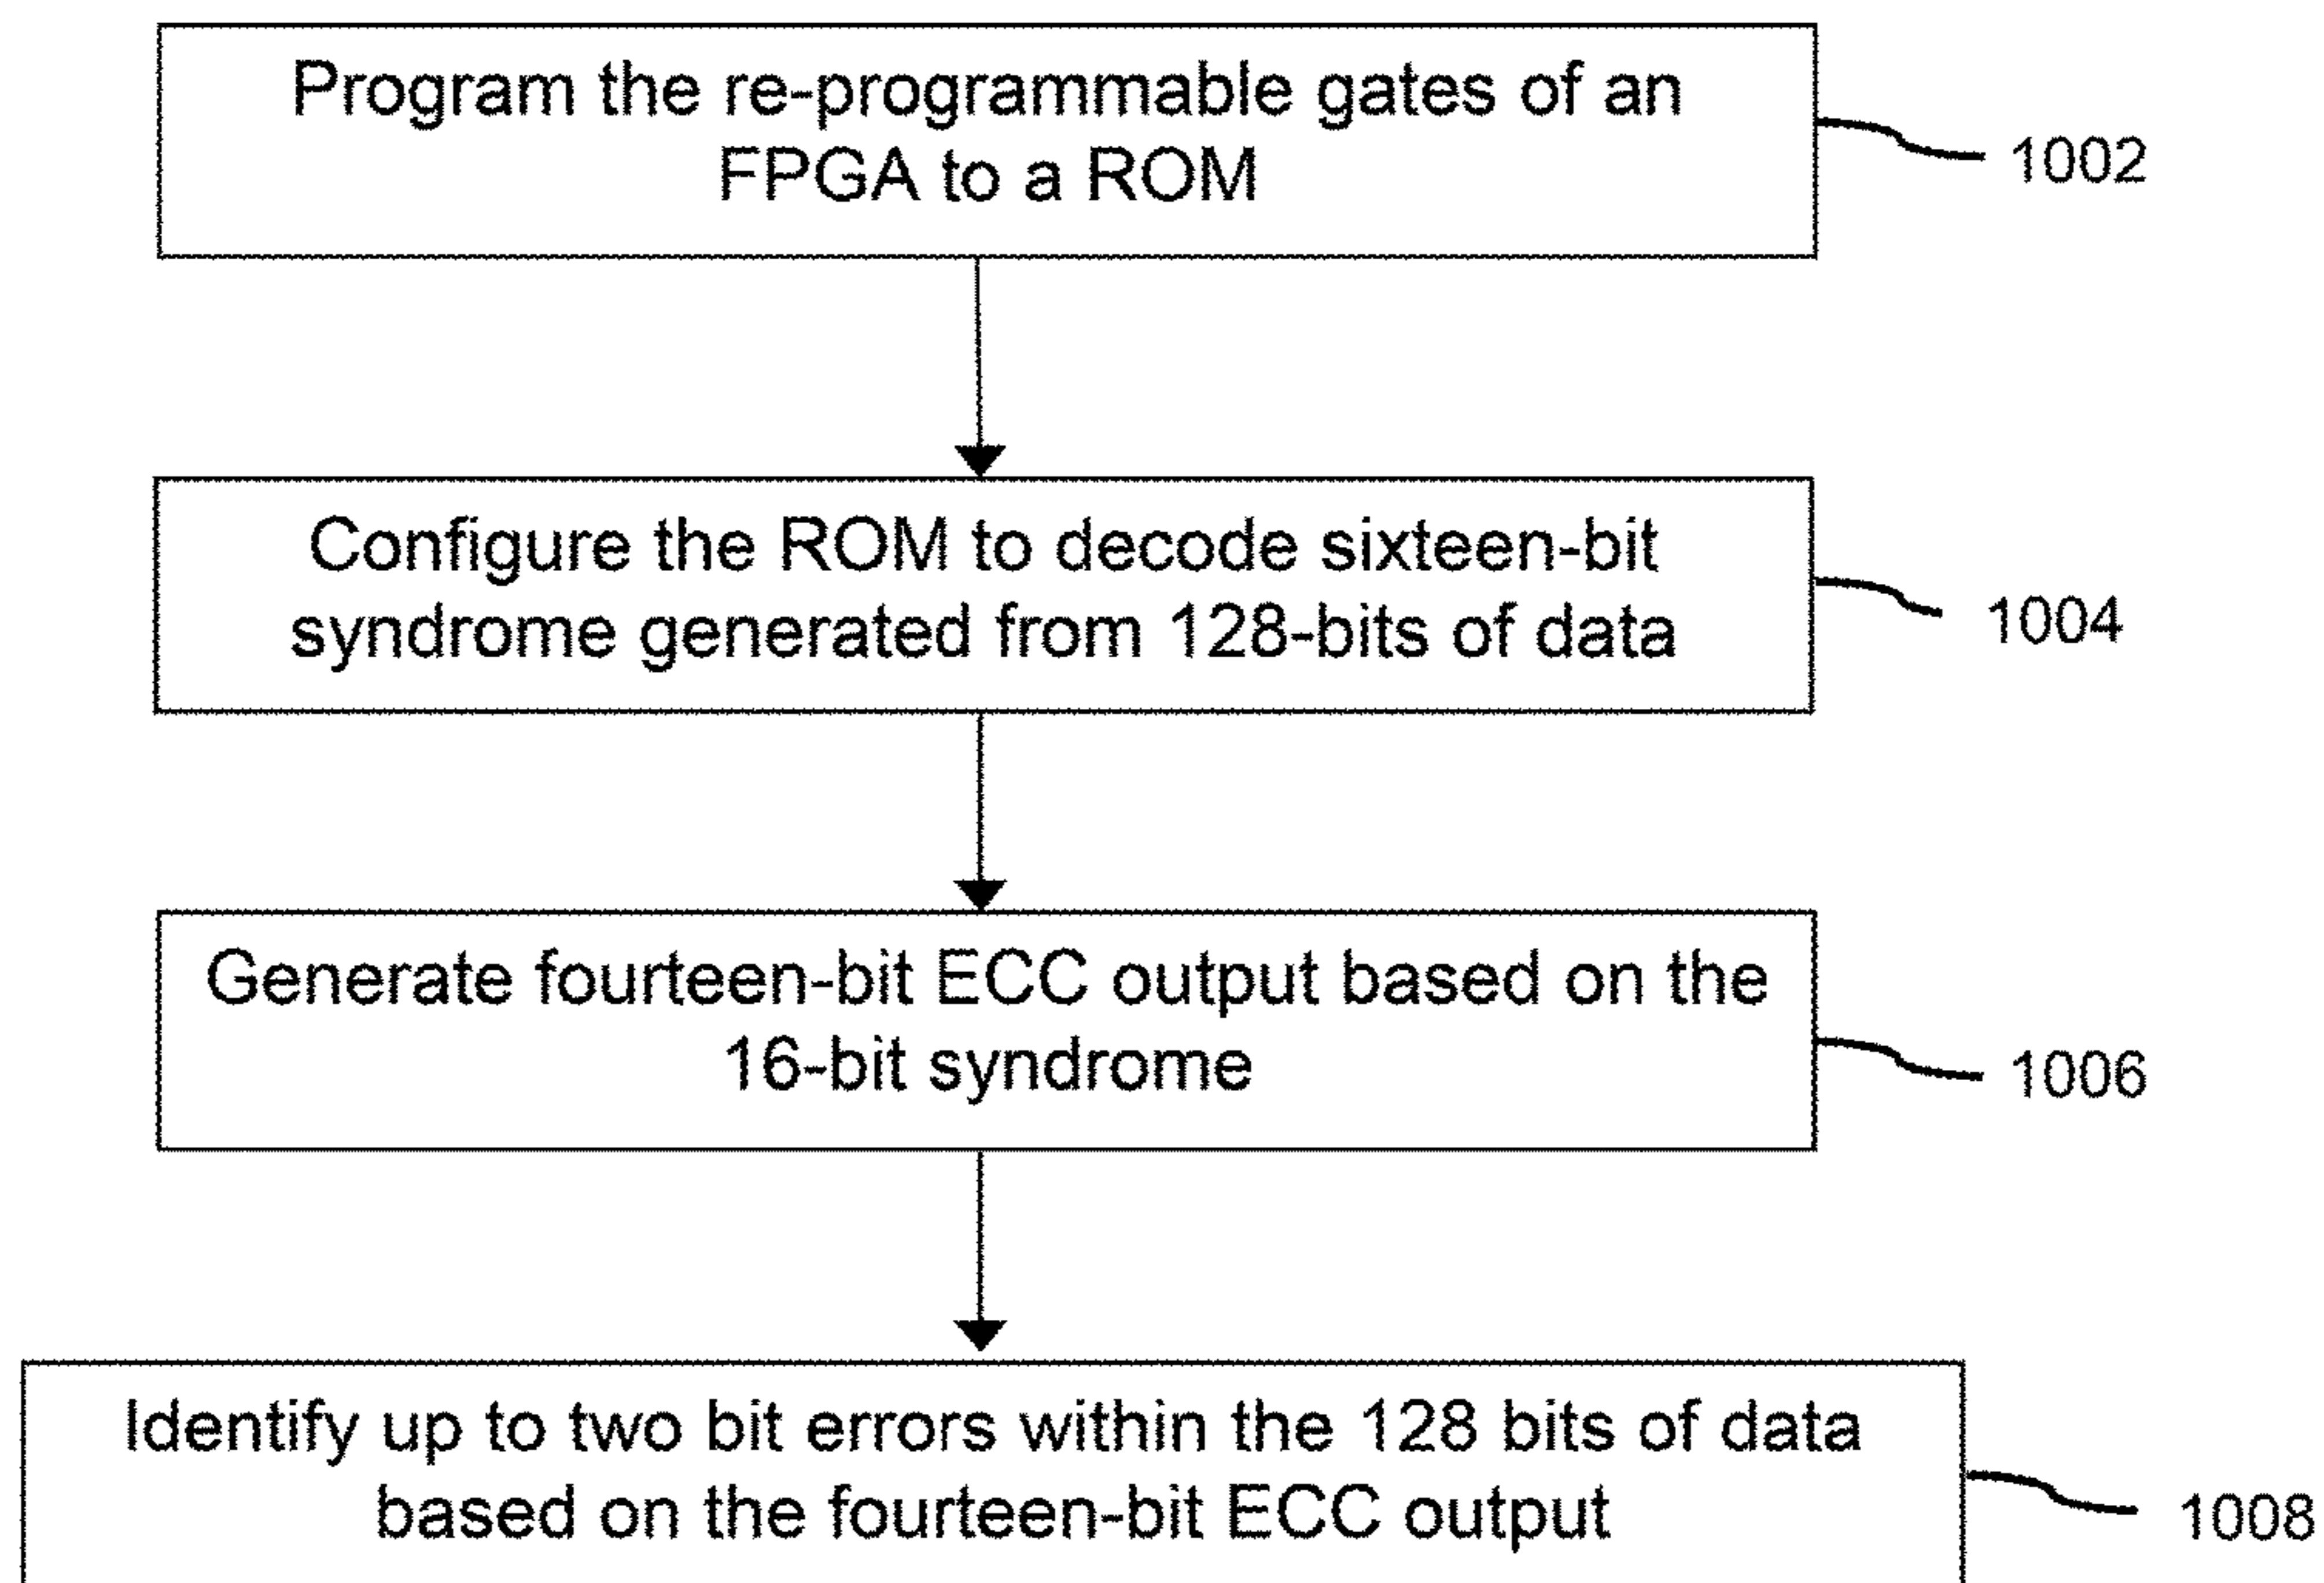 Program the re-programmable gates of an
FPGA to a ROM
1002
Configure the ROM to decode sixteen-bit
syndrome generated from 128-bits of data
1004
Generate fourteen-bit ECC output based on the
16-bit syndrome
1006
Identify up to two bit errors within the 128 bits of data
based on the fourteen-bit ECC output
1008